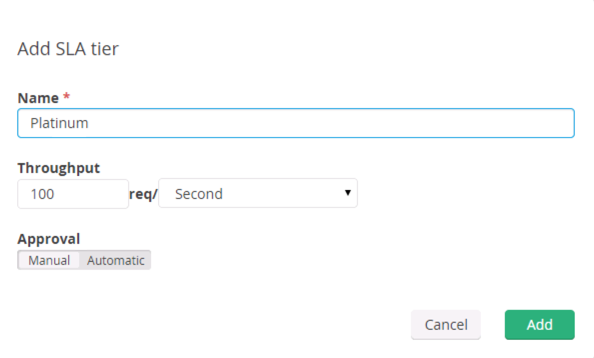 Add SLA tier
Name *
Platinum
Throughput
100 req/ Second
Approval
Manual Automatic
Cancel Add